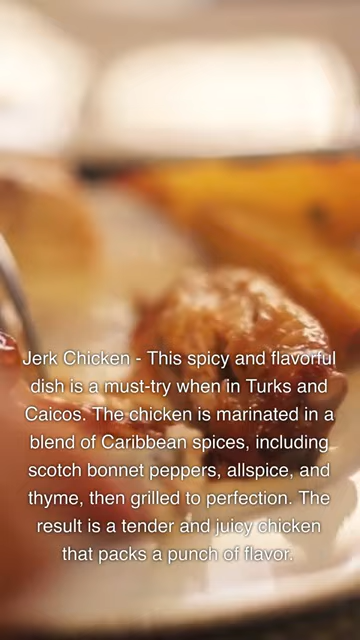 Jerk Chicken - This spicy and flavorful
dish is a must-try when in Turks and
Caicos. The chicken is marinated in a
blend of Caribbean spices, including
scotch bonnet peppers, allspice, and
thyme, then grilled to perfection. The
result is a tender and juicy chicken
that packs a punch of flavor.